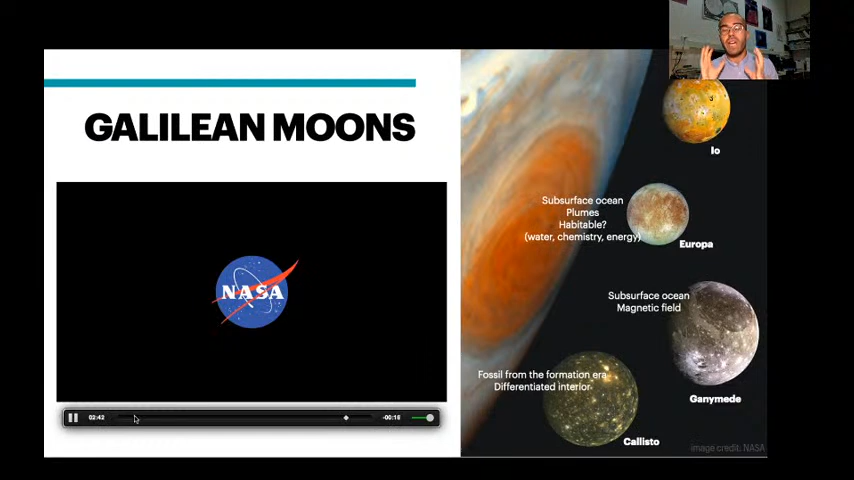 GALILEAN MOONS
NASA
02:42
-00:15
Io
Subsurface ocean
Plumes
Habitable?
(water, chemistry, energy)
Europa
Subsurface ocean
Magnetic field
Ganymede
Fossil from the formation era
Differentiated interior
Callisto
image credit: NASA